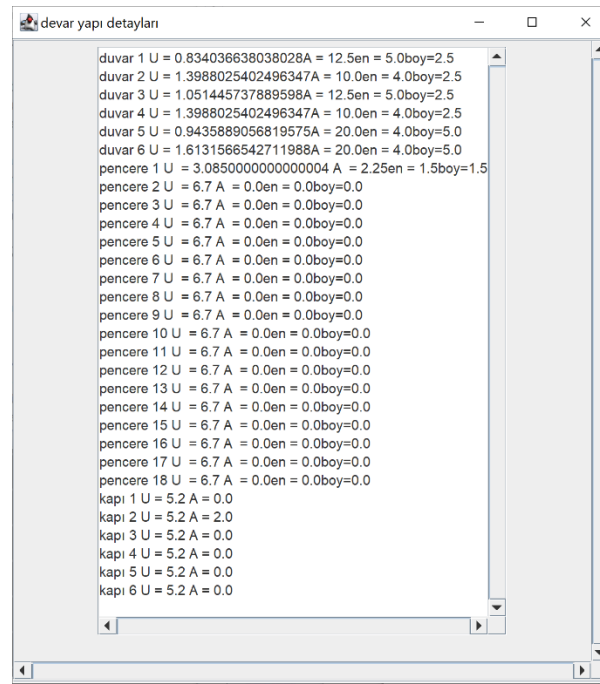 devar yapı detayları
duvar 1 U = 0.834036638038028A = 12.5en = 5.0boy=2.5
duvar 2 U = 1.3988025402496347A = 10.0en = 4.0boy=2.5
duvar 3 U = 1.051445737889598A = 12.5en = 5.0boy=2.5
duvar 4 U = 1.3988025402496347A = 10.0en = 4.0boy=2.5
duvar 5 U = 0.9435889056819575A = 20.0en = 4.0boy=5.0
duvar 6 U = 1.6131566542711988A = 20.0en = 4.0boy=5.0
pencere 1 U  = 3.0850000000000004 A  = 2.25en = 1.5boy=1.5
pencere 2 U  = 6.7 A  = 0.0en = 0.0boy=0.0
pencere 3 U  = 6.7 A  = 0.0en = 0.0boy=0.0
pencere 4 U  = 6.7 A  = 0.0en = 0.0boy=0.0
pencere 5 U  = 6.7 A  = 0.0en = 0.0boy=0.0
pencere 6 U  = 6.7 A  = 0.0en = 0.0boy=0.0
pencere 7 U  = 6.7 A  = 0.0en = 0.0boy=0.0
pencere 8 U  = 6.7 A  = 0.0en = 0.0boy=0.0
pencere 9 U  = 6.7 A  = 0.0en = 0.0boy=0.0
pencere 10 U  = 6.7 A  = 0.0en = 0.0boy=0.0
pencere 11 U  = 6.7 A  = 0.0en = 0.0boy=0.0
pencere 12 U  = 6.7 A  = 0.0en = 0.0boy=0.0
pencere 13 U  = 6.7 A  = 0.0en = 0.0boy=0.0
pencere 14 U  = 6.7 A  = 0.0en = 0.0boy=0.0
pencere 15 U  = 6.7 A  = 0.0en = 0.0boy=0.0
pencere 16 U  = 6.7 A  = 0.0en = 0.0boy=0.0
pencere 17 U  = 6.7 A  = 0.0en = 0.0boy=0.0
pencere 18 U  = 6.7 A  = 0.0en = 0.0boy=0.0
kapı 1 U = 5.2 A = 0.0
kapı 2 U = 5.2 A = 2.0
kapı 3 U = 5.2 A = 0.0
kapı 4 U = 5.2 A = 0.0
kapı 5 U = 5.2 A = 0.0
kapı 6 U = 5.2 A = 0.0